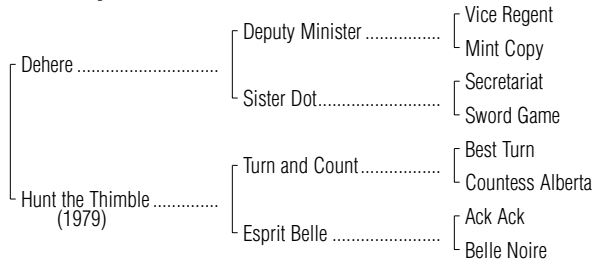 Vice Regent
Deputy Minister ..................
Mint Copy
Dehere .............................
Secretariat
Sister Dot.........................
Sword Game
Best Turn
Turn and Count................
Countess Alberta
Hunt the Thimble .............
(1979)
Ack Ack
Esprit Belle ......................
Belle Noire